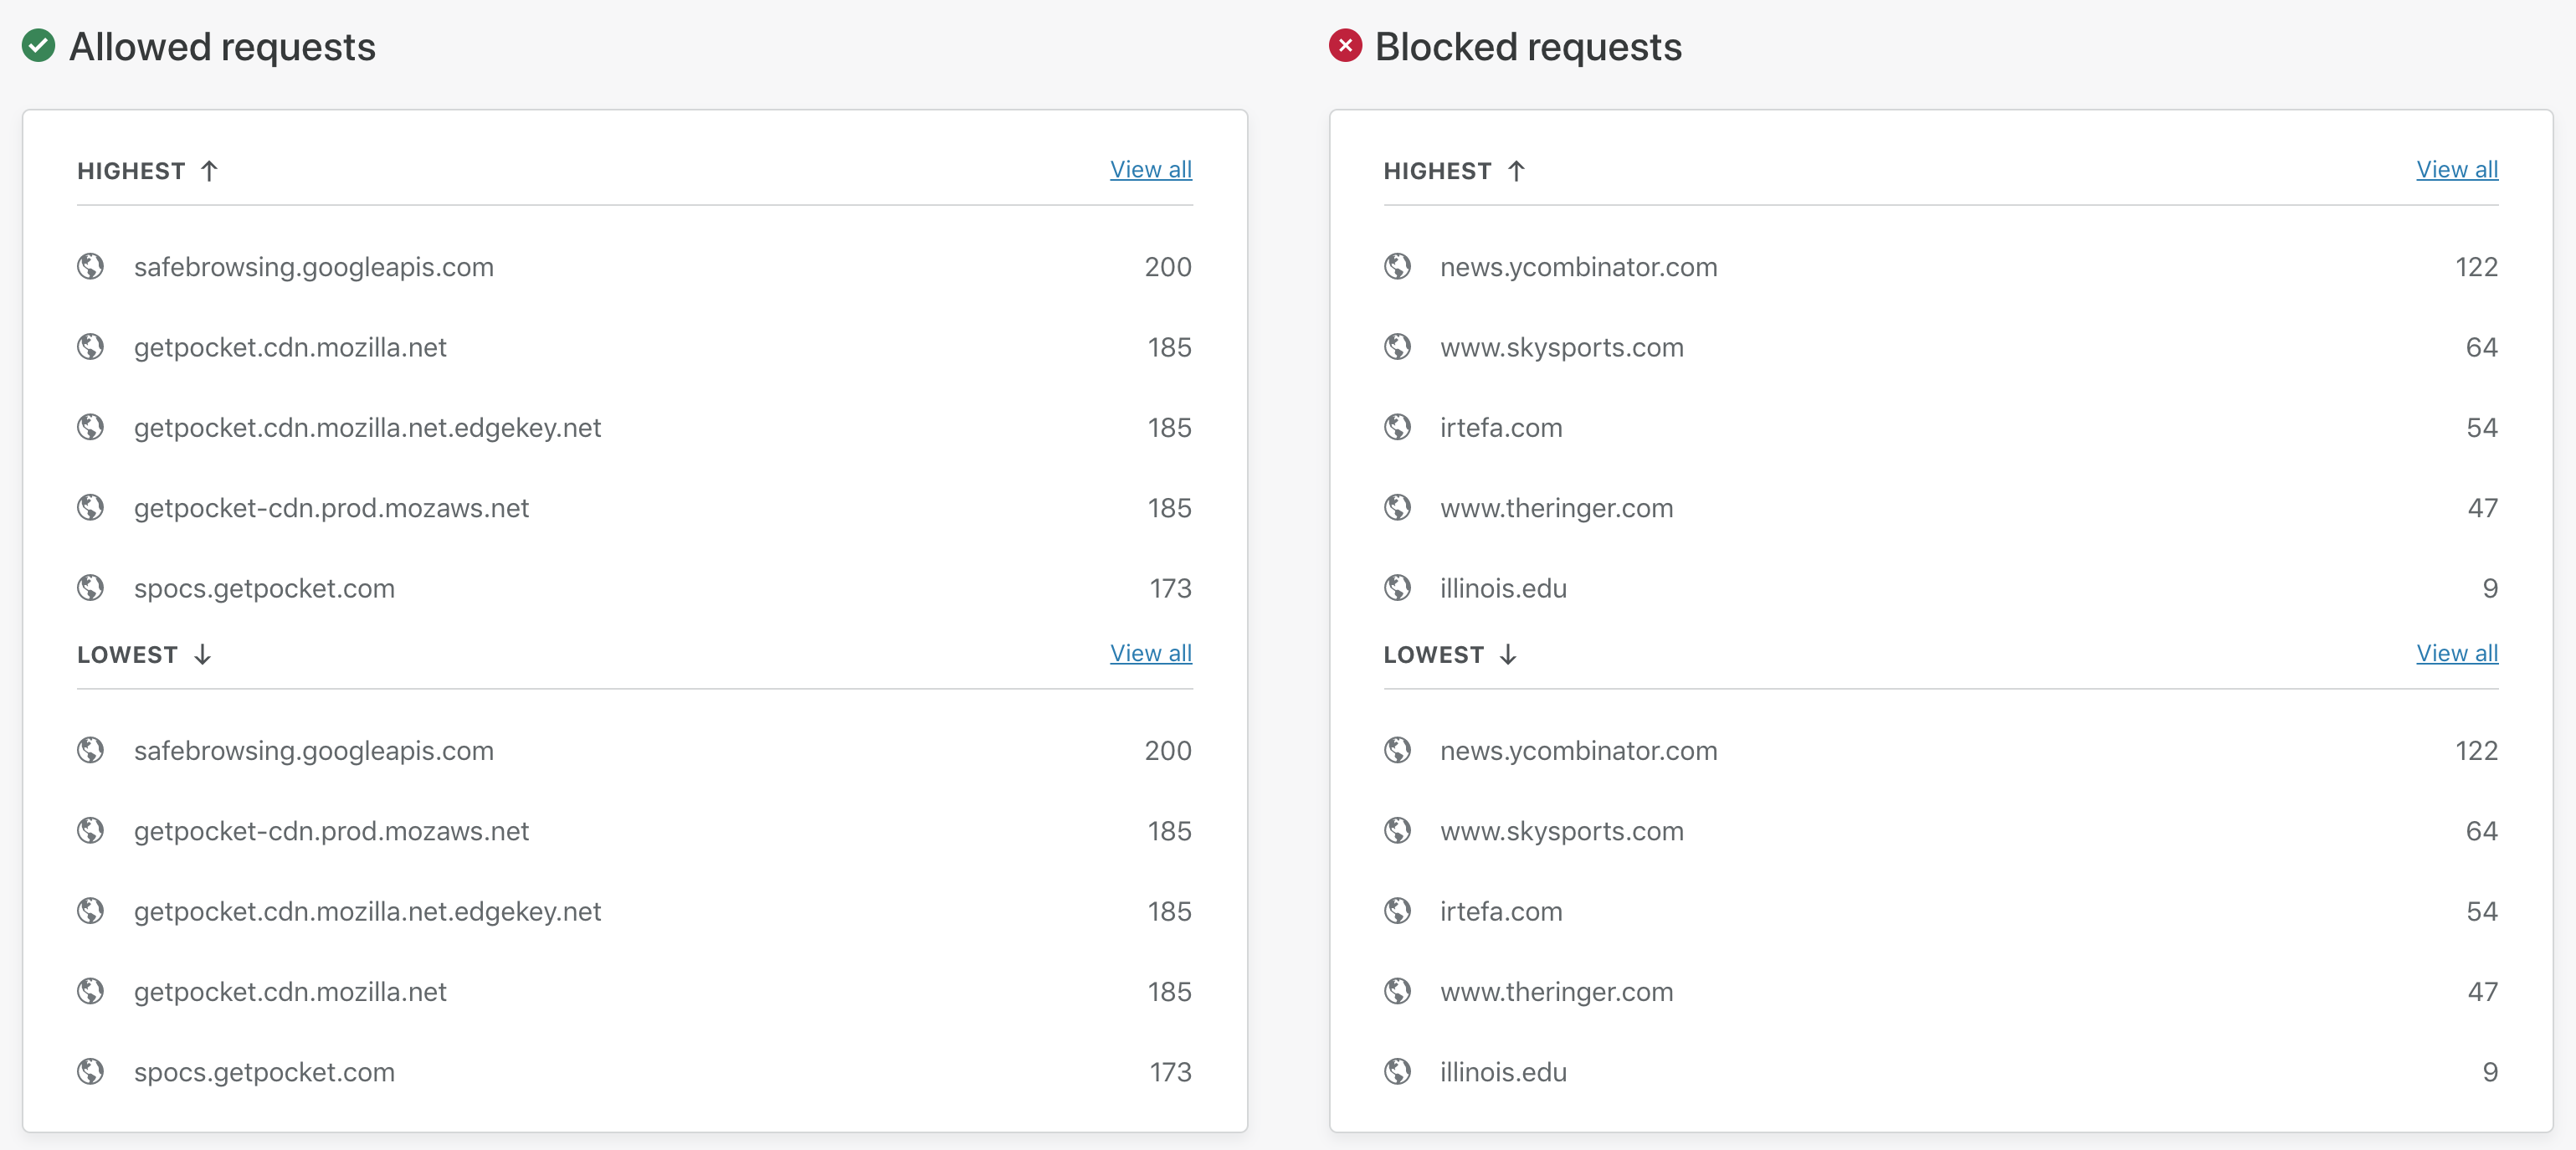 Allowed requests
HIGHEST ↑ View all
safebrowsing.googleapis.com 200
getpocket.cdn.mozilla.net 185
getpocket.cdn.mozilla.net.edgekey.net 185
getpocket-cdn.prod.mozaws.net 185
spocs.getpocket.com 173
LOWEST ↓ View all
safebrowsing.googleapis.com 200
getpocket-cdn.prod.mozaws.net 185
getpocket.cdn.mozilla.net.edgekey.net 185
getpocket.cdn.mozilla.net 185
spocs.getpocket.com 173
Blocked requests
HIGHEST ↑ View all
news.ycombinator.com 122
www.skysports.com 64
irtefa.com 54
www.theringer.com 47
illinois.edu 9
LOWEST ↓ View all
news.ycombinator.com 122
www.skysports.com 64
irtefa.com 54
www.theringer.com 47
illinois.edu 9